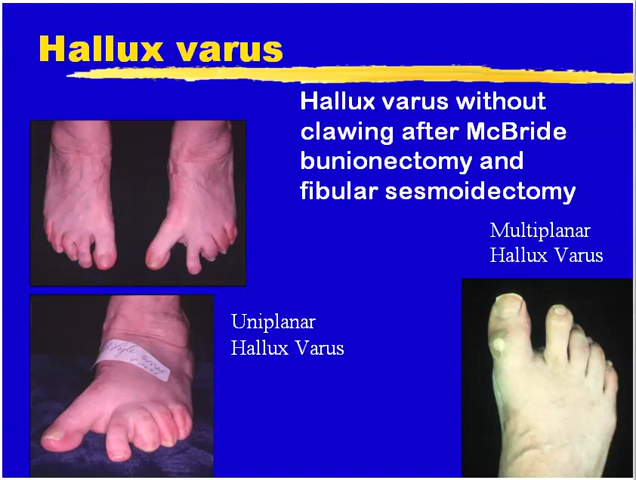 Hallux varus
Hallux varus without
clawing after McBride
bunionectomy and
fibular sesmoidectomy
Multiplanar
Hallux Varus
Uniplanar
Hallux Varus